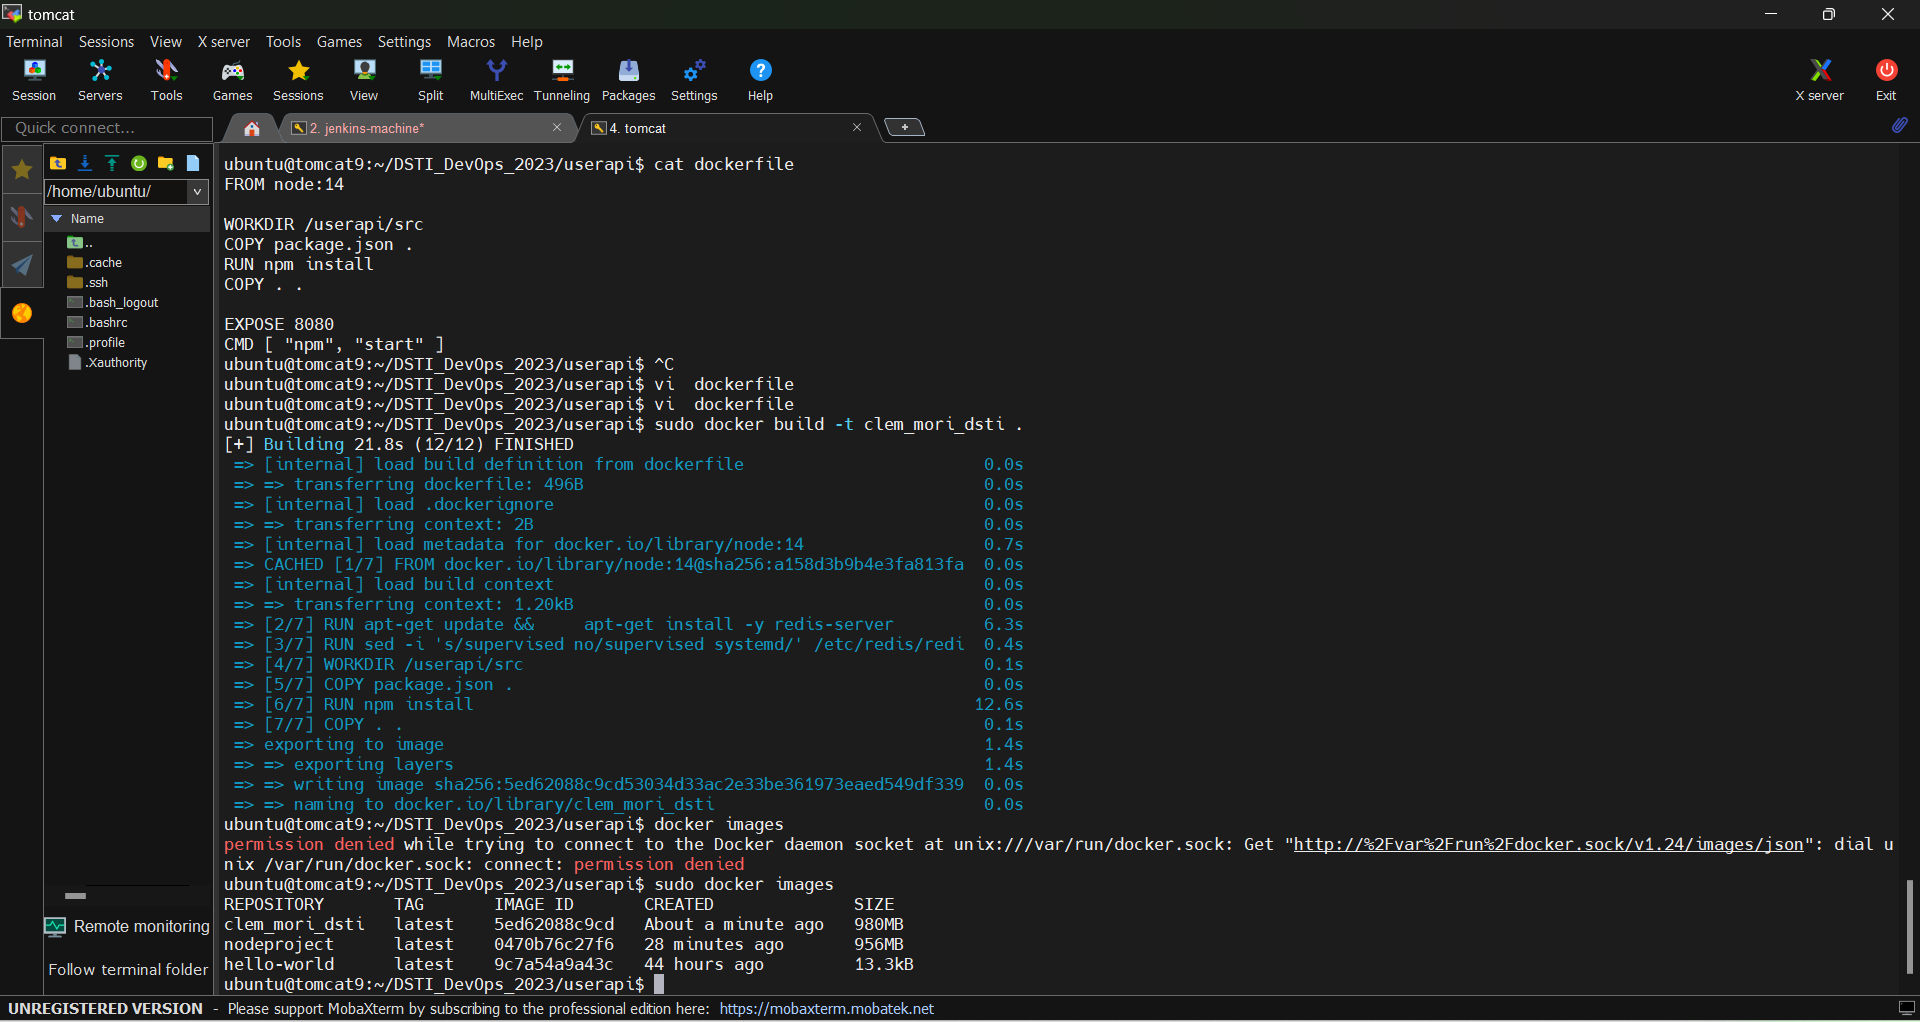 tomcat
Terminal Sessions View X server Tools Games Settings Macros Help
Session Servers Tools Games Sessions View Split MultiExec Tunneling Packages Settings Help X server Exit
Quick connect... 2. jenkins-machine* 4. tomcat
/home/ubuntu/
Name
..
.cache
.ssh
.bash_logout
.bashrc
.profile
.Xauthority
Remote monitoring
Follow terminal folder
ubuntu@tomcat9:~/DSTI_DevOps_2023/userapi$ cat dockerfile
FROM node:14
WORKDIR /userapi/src
COPY package.json .
RUN npm install
COPY . .
EXPOSE 8080
CMD [ "npm", "start" ]
ubuntu@tomcat9:~/DSTI_DevOps_2023/userapi$ ^C
ubuntu@tomcat9:~/DSTI_DevOps_2023/userapi$ vi  dockerfile
ubuntu@tomcat9:~/DSTI_DevOps_2023/userapi$ vi  dockerfile
ubuntu@tomcat9:~/DSTI_DevOps_2023/userapi$ sudo docker build -t clem_mori_dsti .
[+] Building 21.8s (12/12) FINISHED
=> [internal] load build definition from dockerfile 0.0s
=> => transferring dockerfile: 496B 0.0s
=> [internal] load .dockerignore 0.0s
=> => transferring context: 2B 0.0s
=> [internal] load metadata for docker.io/library/node:14 0.7s
=> CACHED [1/7] FROM docker.io/library/node:14@sha256:a158d3b9b4e3fa813fa 0.0s
=> [internal] load build context 0.0s
=> => transferring context: 1.20kB 0.0s
=> [2/7] RUN apt-get update &&     apt-get install -y redis-server 6.3s
=> [3/7] RUN sed -i 's/supervised no/supervised systemd/' /etc/redis/redi 0.4s
=> [4/7] WORKDIR /userapi/src 0.1s
=> [5/7] COPY package.json . 0.0s
=> [6/7] RUN npm install 12.6s
=> [7/7] COPY . . 0.1s
=> exporting to image 1.4s
=> => exporting layers 1.4s
=> => writing image sha256:5ed62088c9cd53034d33ac2e33be361973eaed549df339 0.0s
=> => naming to docker.io/library/clem_mori_dsti 0.0s
ubuntu@tomcat9:~/DSTI_DevOps_2023/userapi$ docker images
permission denied while trying to connect to the Docker daemon socket at unix:///var/run/docker.sock: Get "http://%2Fvar%2Frun%2Fdocker.sock/v1.24/images/json": dial u
nix /var/run/docker.sock: connect: permission denied
ubuntu@tomcat9:~/DSTI_DevOps_2023/userapi$ sudo docker images
REPOSITORY TAG IMAGE ID CREATED SIZE
clem_mori_dsti latest 5ed62088c9cd About a minute ago 980MB
nodeproject latest 0470b76c27f6 28 minutes ago 956MB
hello-world latest 9c7a54a9a43c 44 hours ago 13.3kB
ubuntu@tomcat9:~/DSTI_DevOps_2023/userapi$
UNREGISTERED VERSION - Please support MobaXterm by subscribing to the professional edition here: https://mobaxterm.mobatek.net